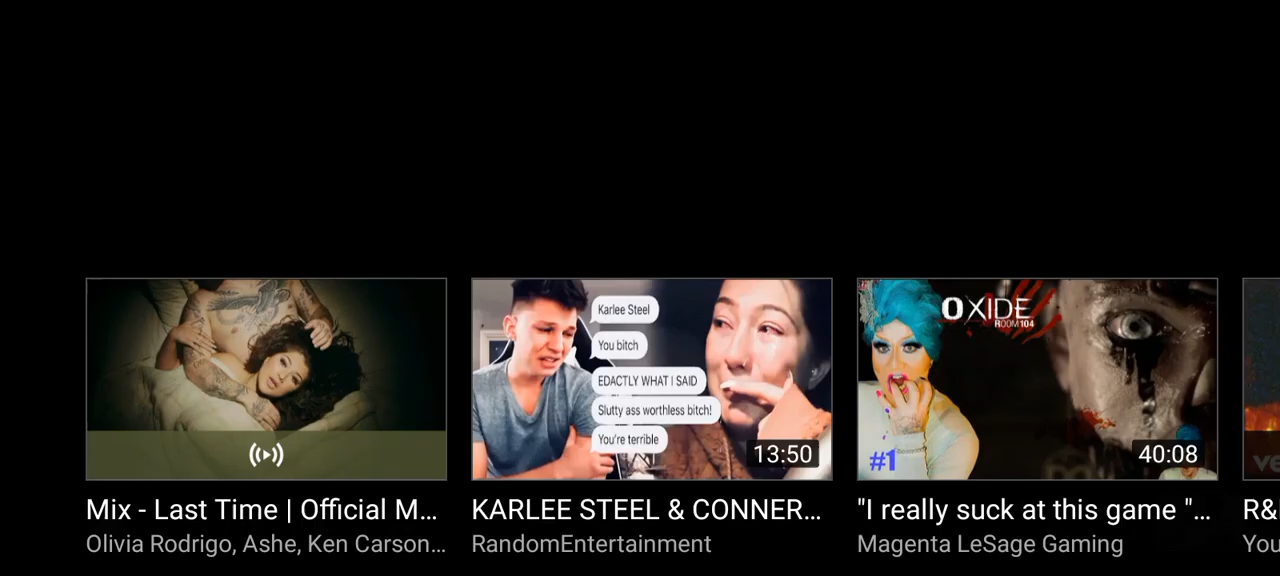 Karlee Steel
You bitch
EDACTLY WHAT I SAID
Slutty ass worthless bitch!
You're terrible
13:50
OXIDE
ROOM104
#1
40:08
Mix - Last Time | Official M...
Olivia Rodrigo, Ashe, Ken Carson...
KARLEE STEEL & CONNER...
RandomEntertainment
"I really suck at this game "...
Magenta LeSage Gaming